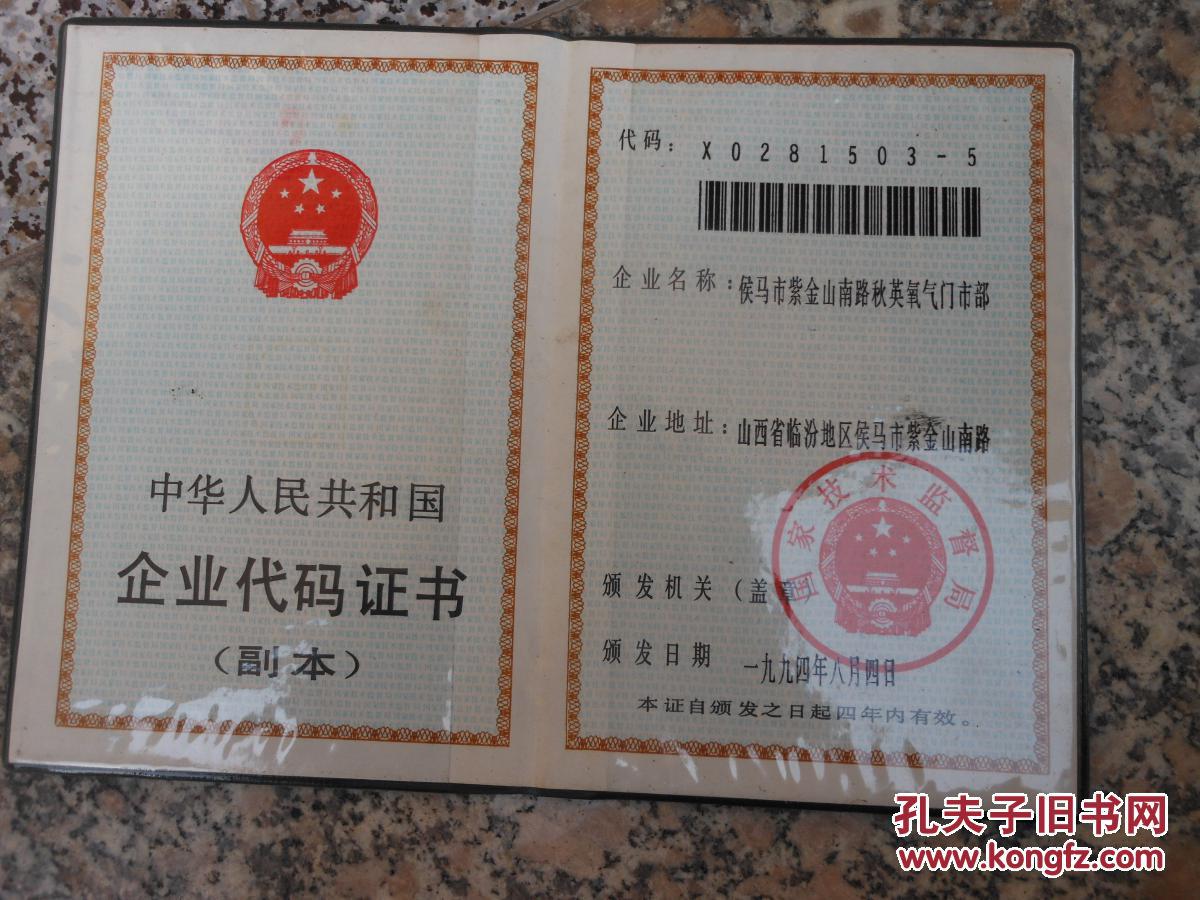 中华人民共和国
企业代码证书
（副本）
代码： X0281503-5
企业名称：侯马市紫金山南路秋英氧气门市部
企业地址：山西省临汾地区侯马市紫金山南路
国家技术监督局
颁发机关（盖章
颁发日期 一九九四年八月四日
本证自颁发之日起四年内有效。
孔夫子旧书网
www.kongfz.com